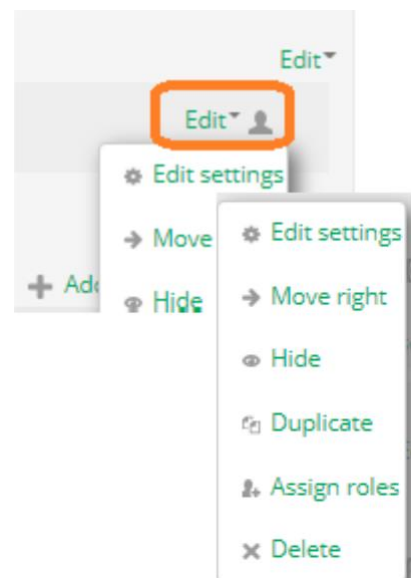 Edit
Edit
Edit settings
Move
Hide
Edit settings
Move right
Hide
Duplicate
Assign roles
Delete